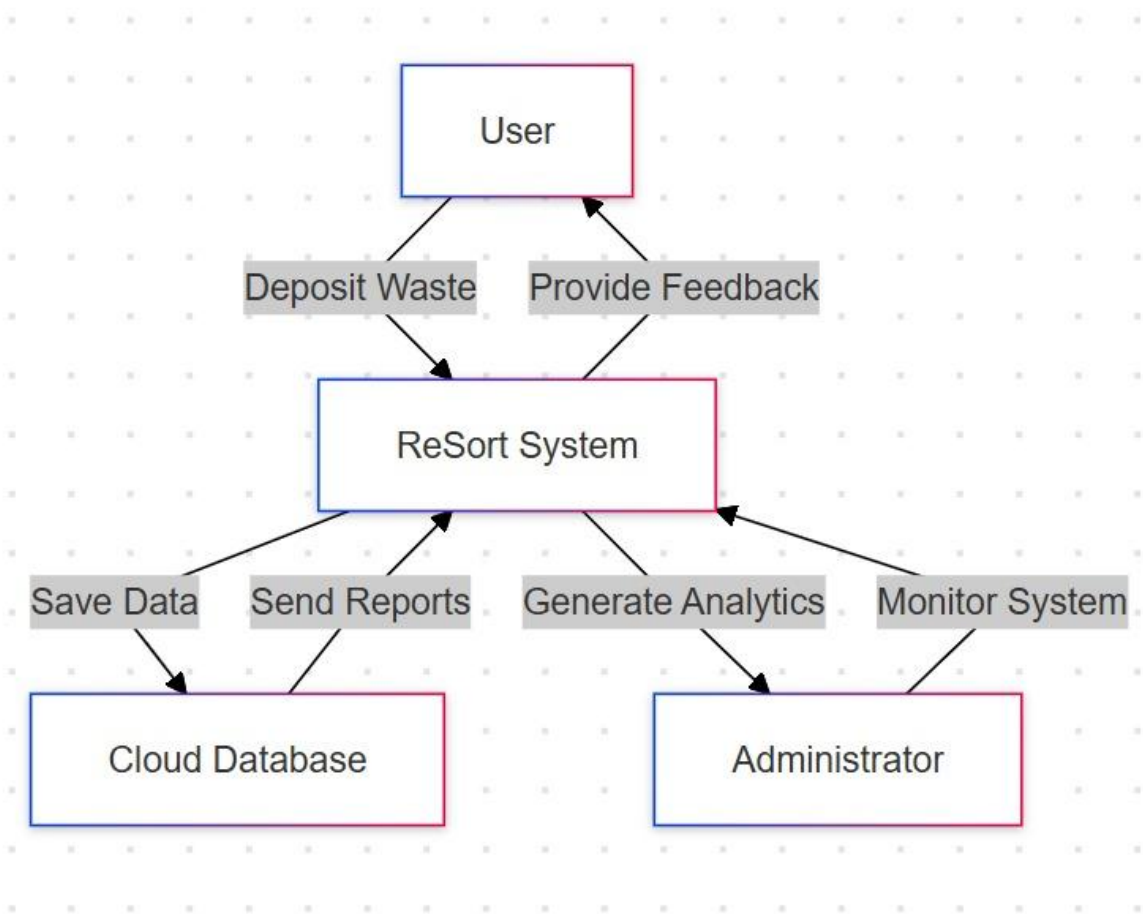 User
Deposit Waste
Provide Feedback
ReSort System
Save Data
Send Reports
Generate Analytics
Monitor System
Cloud Database
Administrator